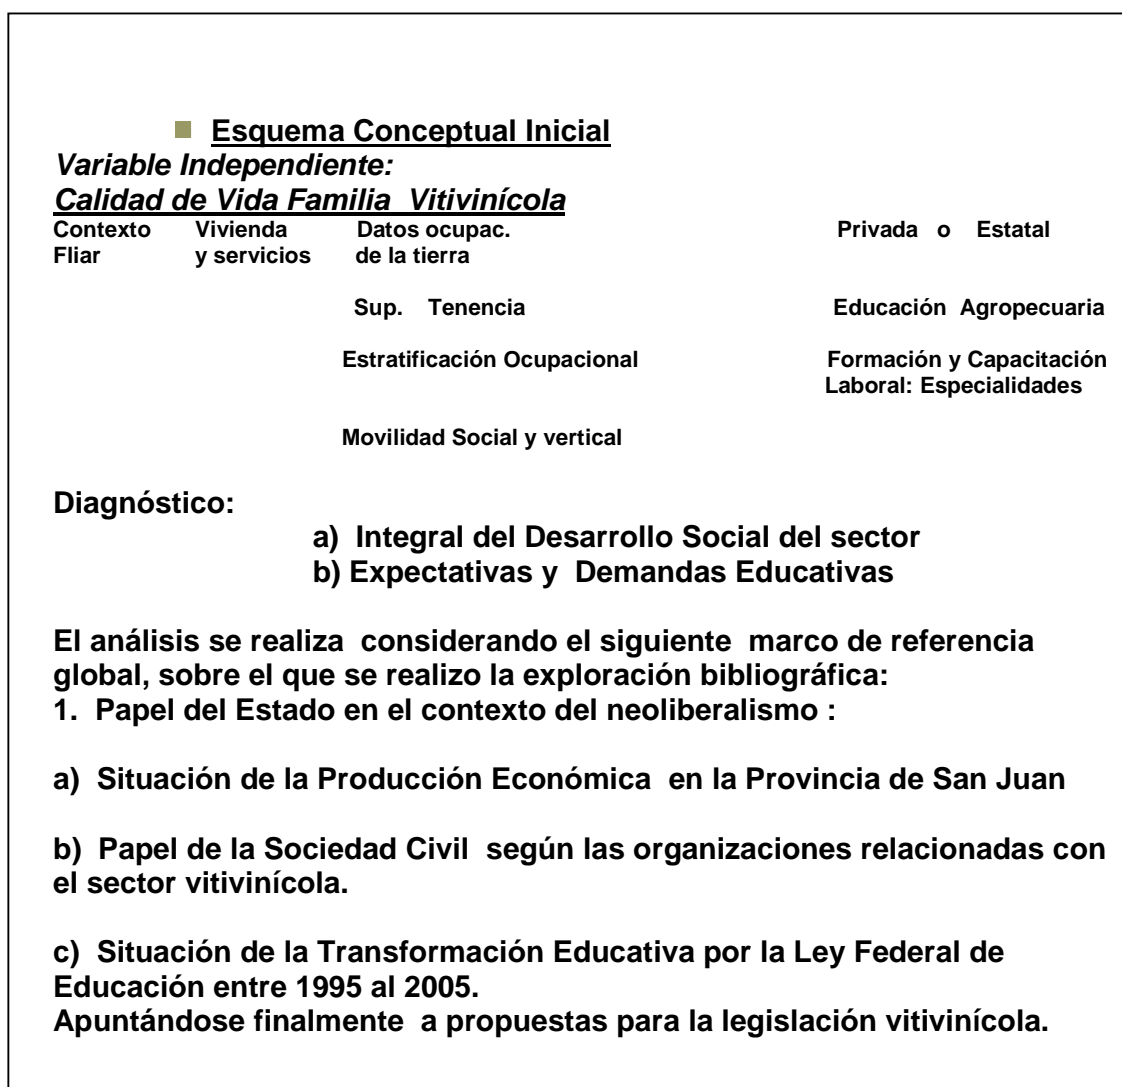 Esquema Conceptual Inicial
Variable Independiente:
Calidad de Vida Familia Vitivinícola
Contexto Vivienda Datos ocupac. Privada o Estatal
Fliar y servicios de la tierra
Sup. Tenencia Educación Agropecuaria
Estratificación Ocupacional Formación y Capacitación
Laboral: Especialidades
Movilidad Social y vertical
Diagnóstico:
a) Integral del Desarrollo Social del sector
b) Expectativas y Demandas Educativas
El análisis se realiza considerando el siguiente marco de referencia
global, sobre el que se realizo la exploración bibliográfica:
1. Papel del Estado en el contexto del neoliberalismo :
a) Situación de la Producción Económica en la Provincia de San Juan
b) Papel de la Sociedad Civil según las organizaciones relacionadas con
el sector vitivinícola.
c) Situación de la Transformación Educativa por la Ley Federal de
Educación entre 1995 al 2005.
Apuntándose finalmente a propuestas para la legislación vitivinícola.